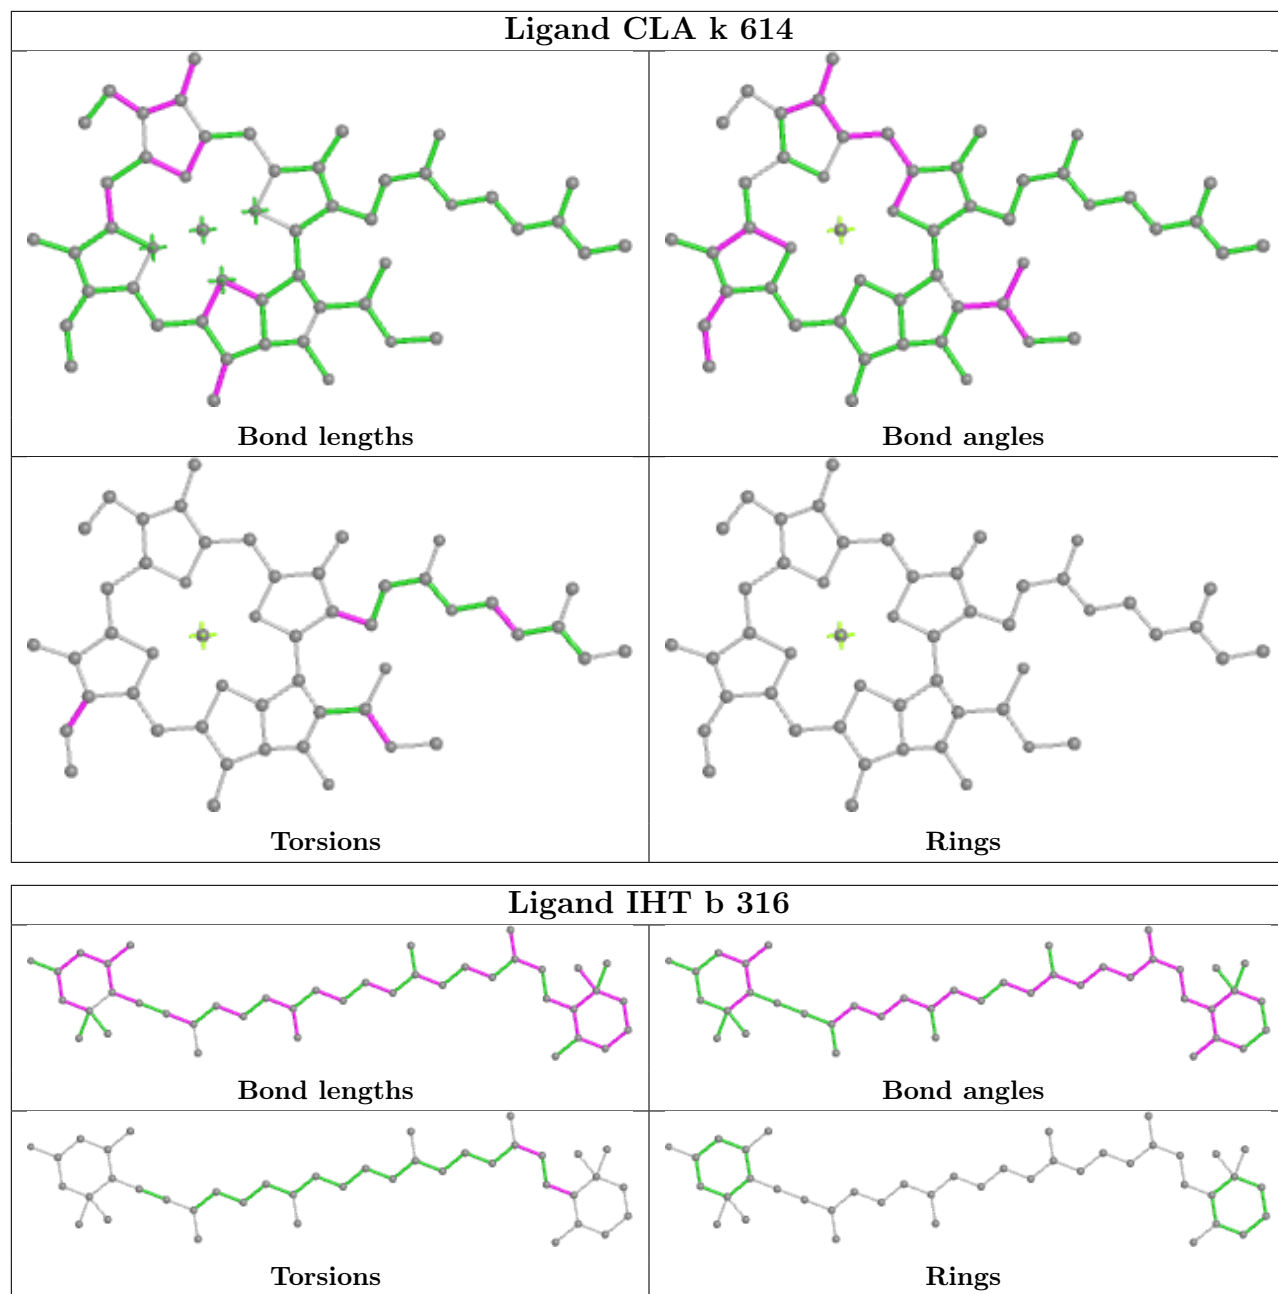 Ligand CLA k 614
Bond lengths
Bond angles
Torsions
Rings
Ligand IHT b 316
Bond lengths
Bond angles
Torsions
Rings